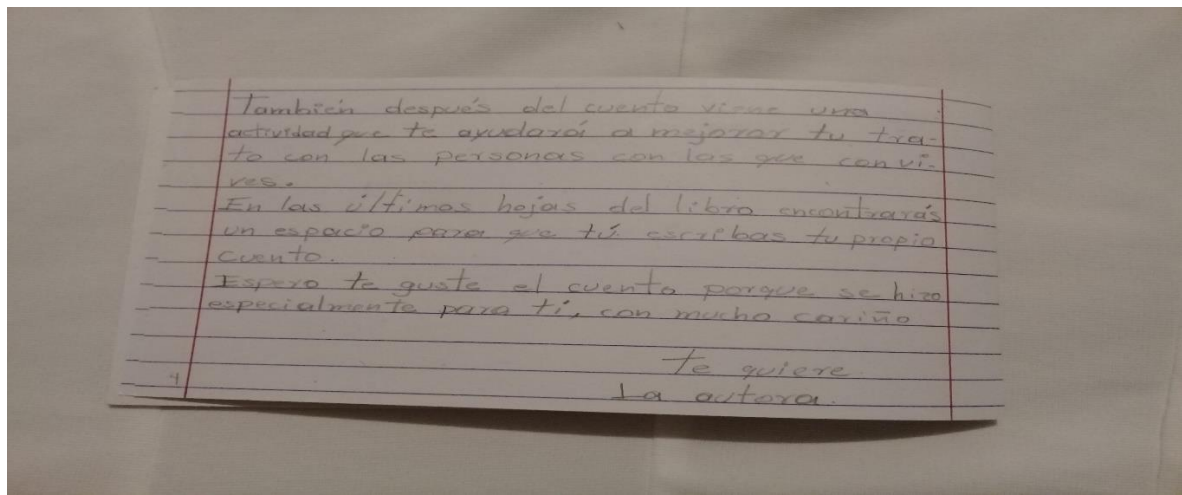 También después del cuento viene una
actividad que te ayudará a mejorar tu tra-
to con las personas con las que convi-
ves.
En las últimas hojas del libro encontrarás
un espacio para que tú escribas tu propio
cuento.
Espero te guste el cuento porque se hizo
especialmente para tí, con mucho cariño
Te quiere
La autora.
4